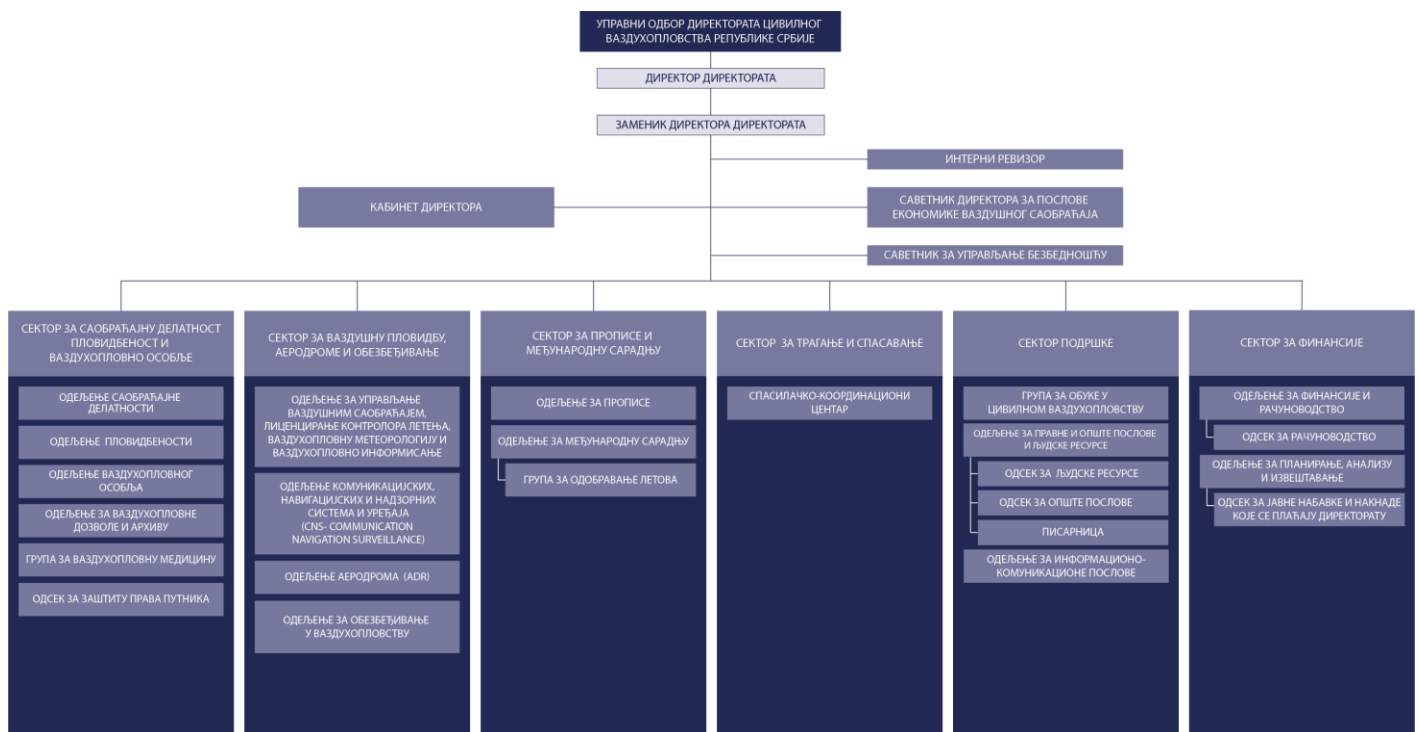 УПРАВНИ ОДБОР ДИРЕКТОРАТА ЦИВИЛНОГ
ВАЗДУХОПЛОВСТВА РЕПУБЛИКЕ СРБИЈЕ
ДИРЕКТОР ДИРЕКТОРАТА
ЗАМЕНИК ДИРЕКТОРА ДИРЕКТОРАТА
ИНТЕРНИ РЕВИЗОР
КАБИНЕТ ДИРЕКТОРА
САВЕТНИК ДИРЕКТОРА ЗА ПОСЛОВЕ
ЕКОНОМИКЕ ВАЗДУШНОГ САОБРАЋАЈА
САВЕТНИК ЗА УПРАВЉАЊЕ БЕЗБЕДНОШЋУ
СЕКТОР ЗА САОБРАЋАЈНУ ДЕЛАТНОСТ
ПЛОВИДБЕНОСТ И
ВАЗДУХОПЛОВНО ОСОБЉЕ
ОДЕЉЕЊЕ САОБРАЋАЈНЕ
ДЕЛАТНОСТИ
ОДЕЉЕЊЕ ПЛОВИДБЕНОСТИ
ОДЕЉЕЊЕ ВАЗДУХОПЛОВНОГ
ОСОБЉА
ОДЕЉЕЊЕ ЗА ВАЗДУХОПЛОВНЕ
ДОЗВОЛЕ И АРХИВУ
ГРУПА ЗА ВАЗДУХОПЛОВНУ МЕДИЦИНУ
ОДСЕК ЗА ЗАШТИТУ ПРАВА ПУТНИКА
СЕКТОР ЗА ВАЗДУШНУ ПЛОВИДБУ,
АЕРОДРОМЕ И ОБЕЗБЕЂИВАЊЕ
ОДЕЉЕЊЕ ЗА УПРАВЉАЊЕ
ВАЗДУШНИМ САОБРАЋАЈЕМ,
ЛИЦЕНЦИРАЊЕ КОНТРОЛОРА ЛЕТЕЊА,
ВАЗДУХОПЛОВНУ МЕТЕОРОЛОГИЈУ И
ВАЗДУХОПЛОВНО ИНФОРМИСАЊЕ
ОДЕЉЕЊЕ КОМУНИКАЦИЈСКИХ,
НАВИГАЦИЈСКИХ И НАДЗОРНИХ
СИСТЕМА И УРЕЂАЈА
(CNS- COMMUNICATION
NAVIGATION SURVEILLANCE)
ОДЕЉЕЊЕ АЕРОДРОМА (ADR)
ОДЕЉЕЊЕ ЗА ОБЕЗБЕЂИВАЊЕ
У ВАЗДУХОПЛОВСТВУ
СЕКТОР ЗА ПРОПИСЕ И
МЕЂУНАРОДНУ САРАДЊУ
ОДЕЉЕЊЕ ЗА ПРОПИСЕ
ОДЕЉЕЊЕ ЗА МЕЂУНАРОДНУ САРАДЊУ
ГРУПА ЗА ОДОБРАВАЊЕ ЛЕТОВА
СЕКТОР ЗА ТРАГАЊЕ И СПАСАВАЊЕ
СПАСИЛАЧКО-КООРДИНАЦИОНИ
ЦЕНТАР
СЕКТОР ПОДРШКЕ
ГРУПА ЗА ОБУКЕ У
ЦИВИЛНОМ ВАЗДУХОПЛОВСТВУ
ОДЕЉЕЊЕ ЗА ПРАВНЕ И ОПШТЕ ПОСЛОВЕ
И ЉУДСКЕ РЕСУРСЕ
ОДСЕК ЗА ЉУДСКЕ РЕСУРСЕ
ОДСЕК ЗА ОПШТЕ ПОСЛОВЕ
ПИСАРНИЦА
ОДЕЉЕЊЕ ЗА ИНФОРМАЦИОНО-
КОМУНИКАЦИОНЕ ПОСЛОВЕ
СЕКТОР ЗА ФИНАНСИЈЕ
ОДЕЉЕЊЕ ЗА ФИНАНСИЈЕ И
РАЧУНОВОДСТВО
ОДСЕК ЗА РАЧУНОВОДСТВО
ОДЕЉЕЊЕ ЗА ПЛАНИРАЊЕ, АНАЛИЗУ
И ИЗВЕШТАВАЊЕ
ОДСЕК ЗА ЈАВНЕ НАБАВКЕ И НАКНАДЕ
КОЈЕ СЕ ПЛАЋАЈУ ДИРЕКТОРАТУ